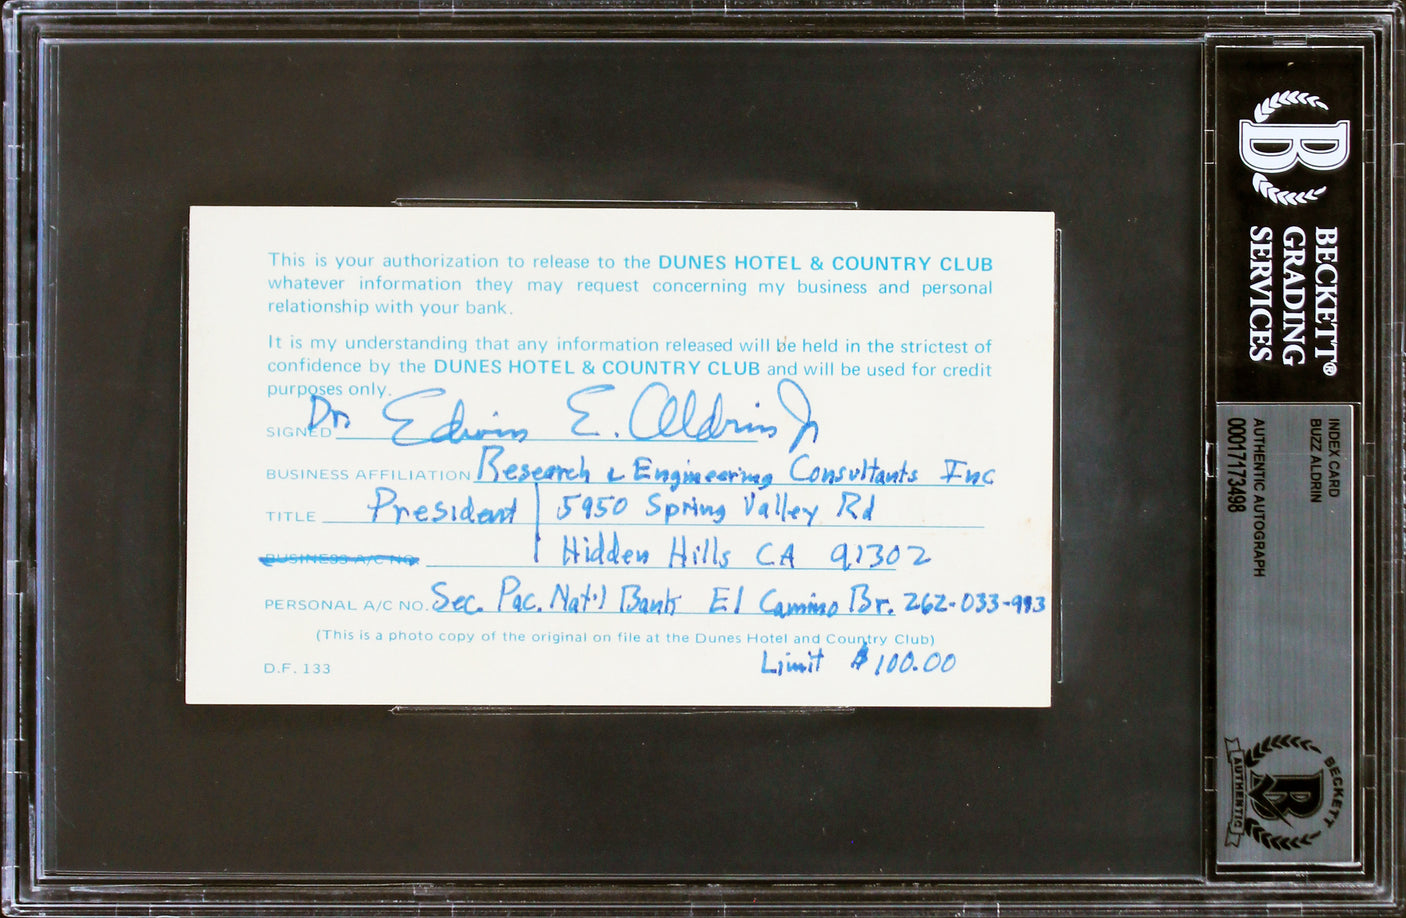 This is your authorization to release to the DUNES HOTEL & COUNTRY CLUB
whatever information they may request concerning my business and personal
relationship with your bank.
It is my understanding that any information released will be held in the strictest of
confidence by the DUNES HOTEL & COUNTRY CLUB and will be used for credit
purposes only.
SIGNED Dr. Edwin E. Aldrin Jr
BUSINESS AFFILIATION Research & Engineering Consultants Inc
TITLE President | 5950 Spring Valley Rd
BUSINESS A/C NO. Hidden Hills CA 91302
PERSONAL A/C NO. Sec. Pac. Nat'l Bank El Camino Br. 262-033-993
(This is a photo copy of the original on file at the Dunes Hotel and Country Club)
Limit $100.00
D.F. 133
B
BECKETT®
GRADING
SERVICES
INDEX CARD
BUZZ ALDRIN
AUTHENTIC AUTOGRAPH
00017173498
BECKETT
B
AUTHENTIC